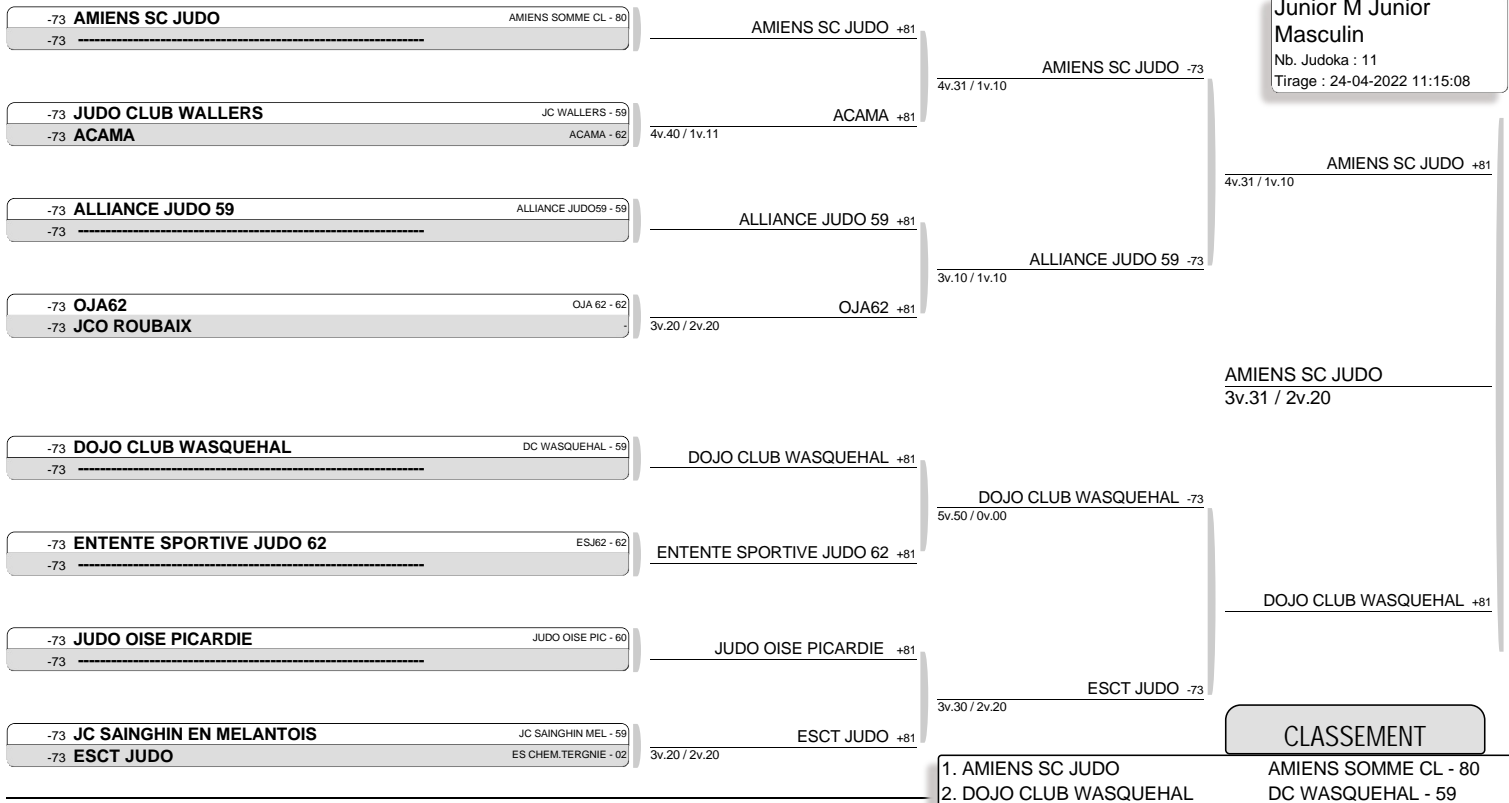 Junior M Junior
Masculin
Nb. Judoka : 11
Tirage : 24-04-2022 11:15:08
-73 AMIENS SC JUDO AMIENS SOMME CL - 80
-73 ----------------------------------------------------------------
AMIENS SC JUDO +81
-73 JUDO CLUB WALLERS JC WALLERS - 59
-73 ACAMA ACAMA - 62
ACAMA +81
4v.40 / 1v.11
AMIENS SC JUDO -73
4v.31 / 1v.10
-73 ALLIANCE JUDO 59 ALLIANCE JUDO59 - 59
-73 ----------------------------------------------------------------
ALLIANCE JUDO 59 +81
-73 OJA62 OJA 62 - 62
-73 JCO ROUBAIX -
OJA62 +81
3v.20 / 2v.20
ALLIANCE JUDO 59 -73
3v.10 / 1v.10
AMIENS SC JUDO +81
4v.31 / 1v.10
AMIENS SC JUDO
3v.31 / 2v.20
-73 DOJO CLUB WASQUEHAL DC WASQUEHAL - 59
-73 ----------------------------------------------------------------
DOJO CLUB WASQUEHAL +81
-73 ENTENTE SPORTIVE JUDO 62 ESJ62 - 62
-73 ----------------------------------------------------------------
ENTENTE SPORTIVE JUDO 62 +81
DOJO CLUB WASQUEHAL -73
5v.50 / 0v.00
-73 JUDO OISE PICARDIE JUDO OISE PIC - 60
-73 ----------------------------------------------------------------
JUDO OISE PICARDIE +81
-73 JC SAINGHIN EN MELANTOIS JC SAINGHIN MEL - 59
-73 ESCT JUDO ES CHEM.TERGNIE - 02
ESCT JUDO +81
3v.20 / 2v.20
ESCT JUDO -73
3v.30 / 2v.20
DOJO CLUB WASQUEHAL +81
CLASSEMENT
1. AMIENS SC JUDO AMIENS SOMME CL - 80
2. DOJO CLUB WASQUEHAL DC WASQUEHAL - 59